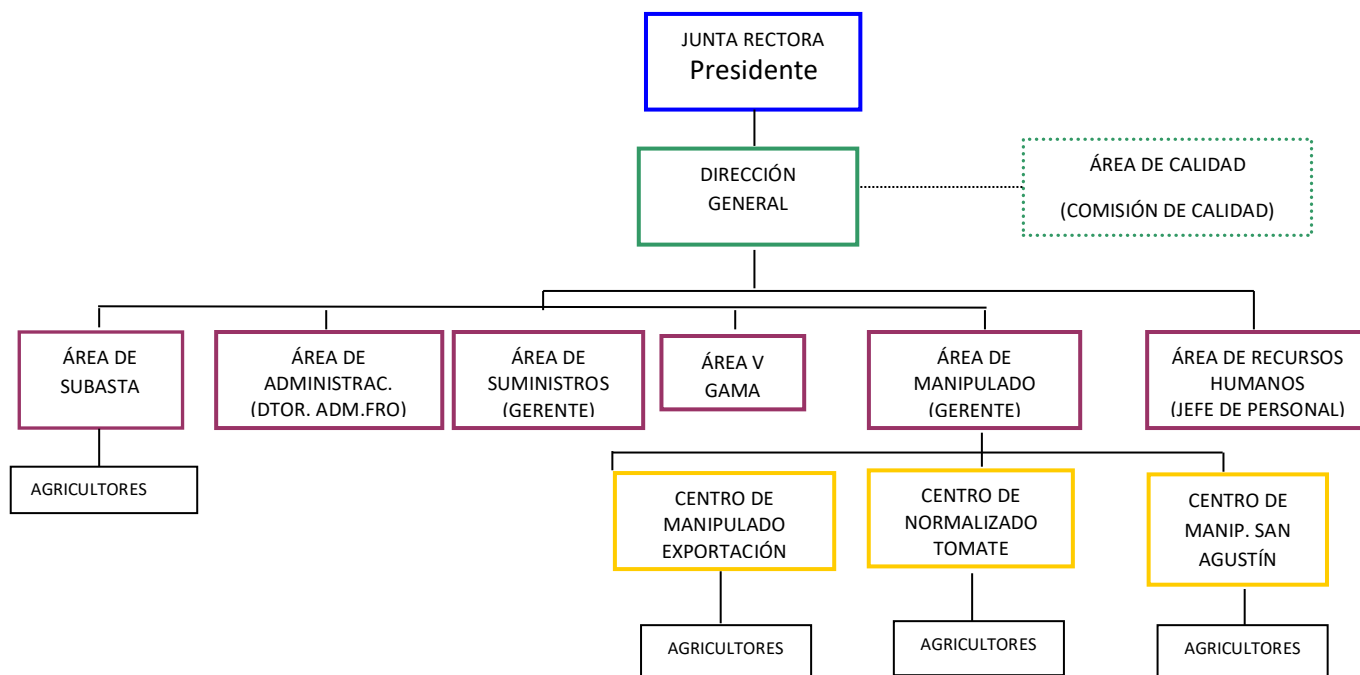 JUNTA RECTORA
Presidente
DIRECCIÓN
GENERAL
ÁREA DE CALIDAD
(COMISIÓN DE CALIDAD)
ÁREA DE
SUBASTA
ÁREA DE
ADMINISTRAC.
(DTOR. ADM.FRO)
ÁREA DE
SUMINISTROS
(GERENTE)
ÁREA V
GAMA
ÁREA DE
MANIPULADO
(GERENTE)
ÁREA DE RECURSOS
HUMANOS
(JEFE DE PERSONAL)
AGRICULTORES
CENTRO DE
MANIPULADO
EXPORTACIÓN
CENTRO DE
NORMALIZADO
TOMATE
CENTRO DE
MANIP. SAN
AGUSTÍN
AGRICULTORES
AGRICULTORES
AGRICULTORES